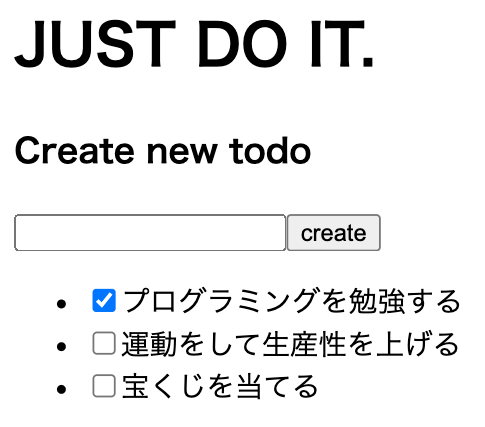 JUST DO IT.
Create new todo
create
プログラミングを勉強する
運動をして生産性を上げる
宝くじを当てる